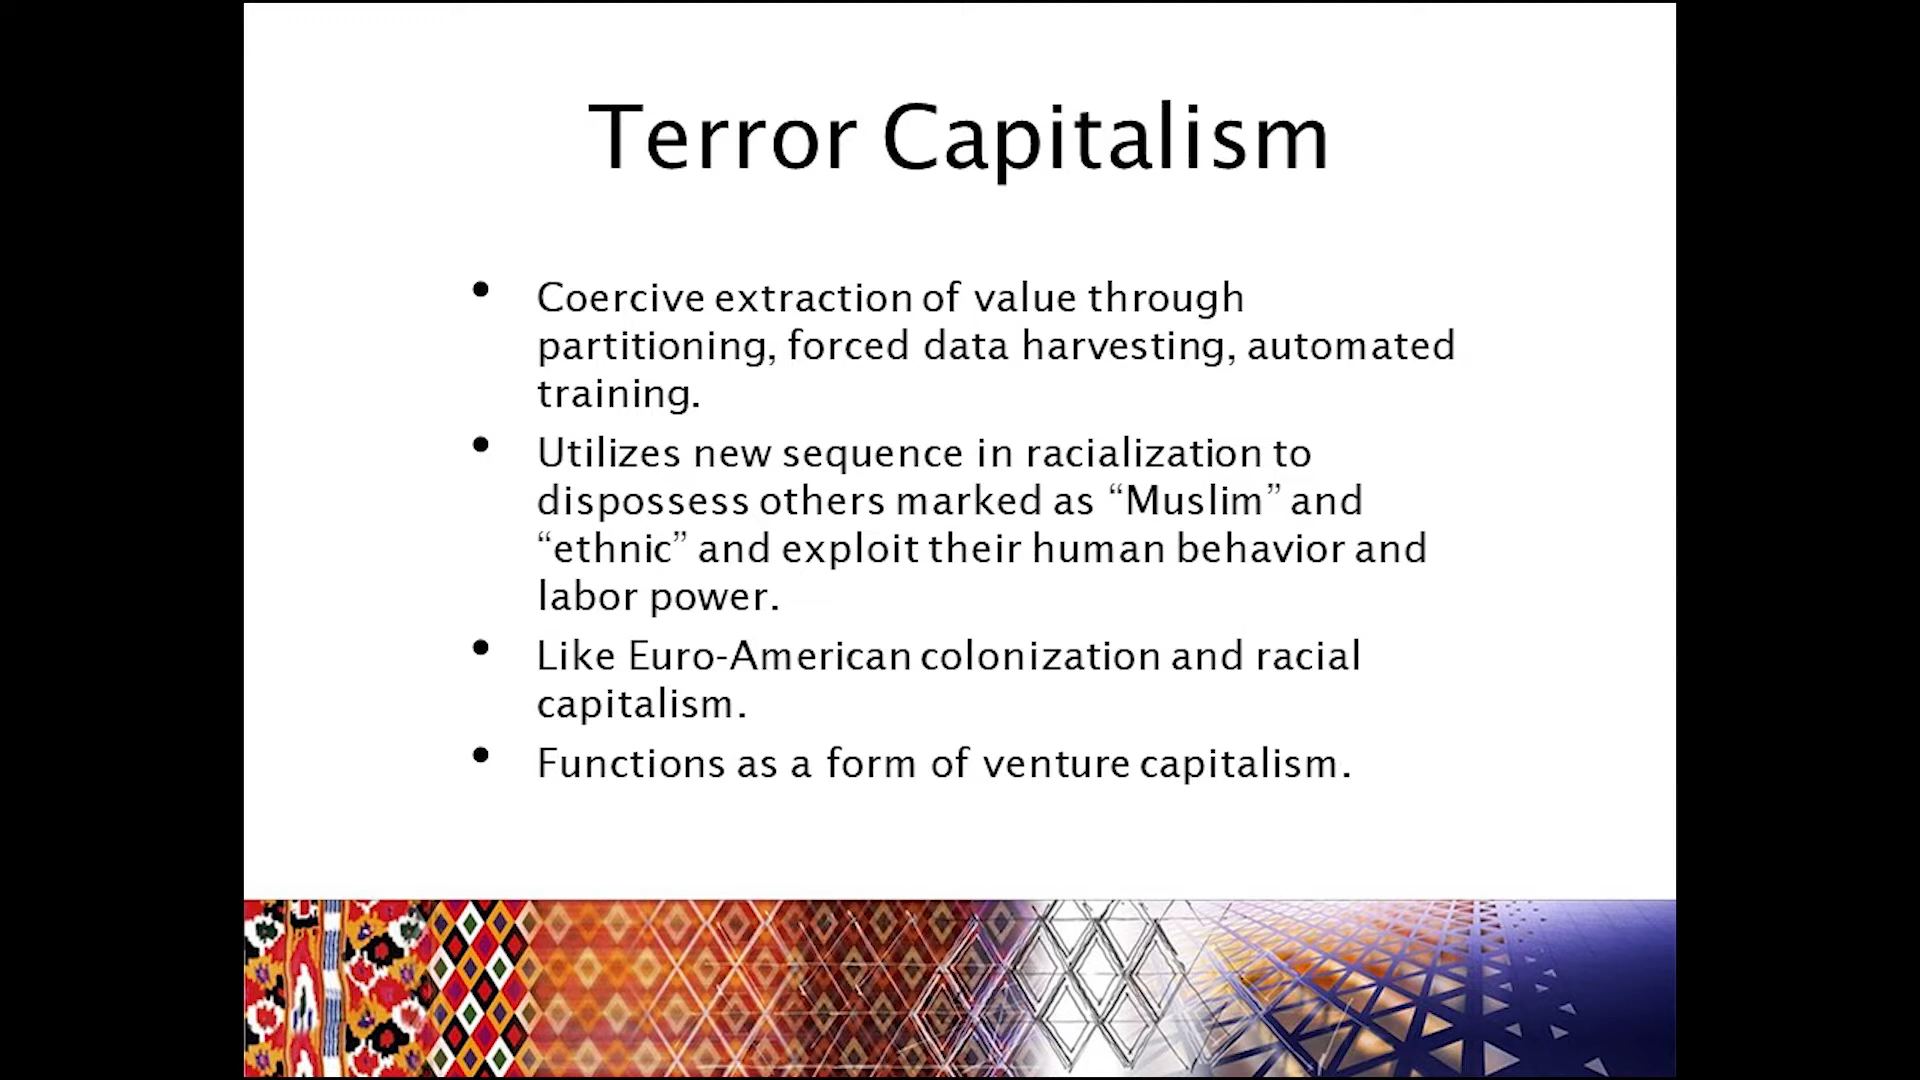 Terror Capitalism
• Coercive extraction of value through
partitioning, forced data harvesting, automated
training.
• Utilizes new sequence in racialization to
dispossess others marked as “Muslim” and
“ethnic” and exploit their human behavior and
labor power.
• Like Euro-American colonization and racial
capitalism.
• Functions as a form of venture capitalism.